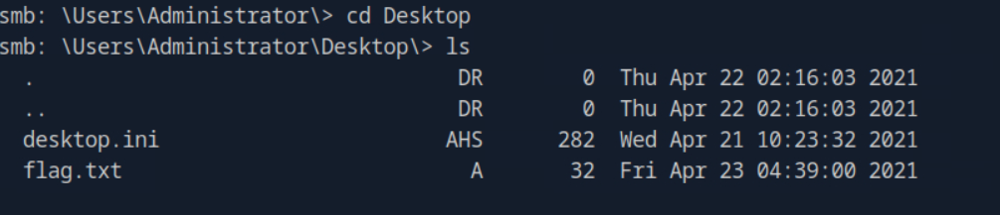 smb: \Users\Administrator\> cd Desktop
smb: \Users\Administrator\Desktop\> ls
. DR 0 Thu Apr 22 02:16:03 2021
.. DR 0 Thu Apr 22 02:16:03 2021
desktop.ini AHS 282 Wed Apr 21 10:23:32 2021
flag.txt A 32 Fri Apr 23 04:39:00 2021